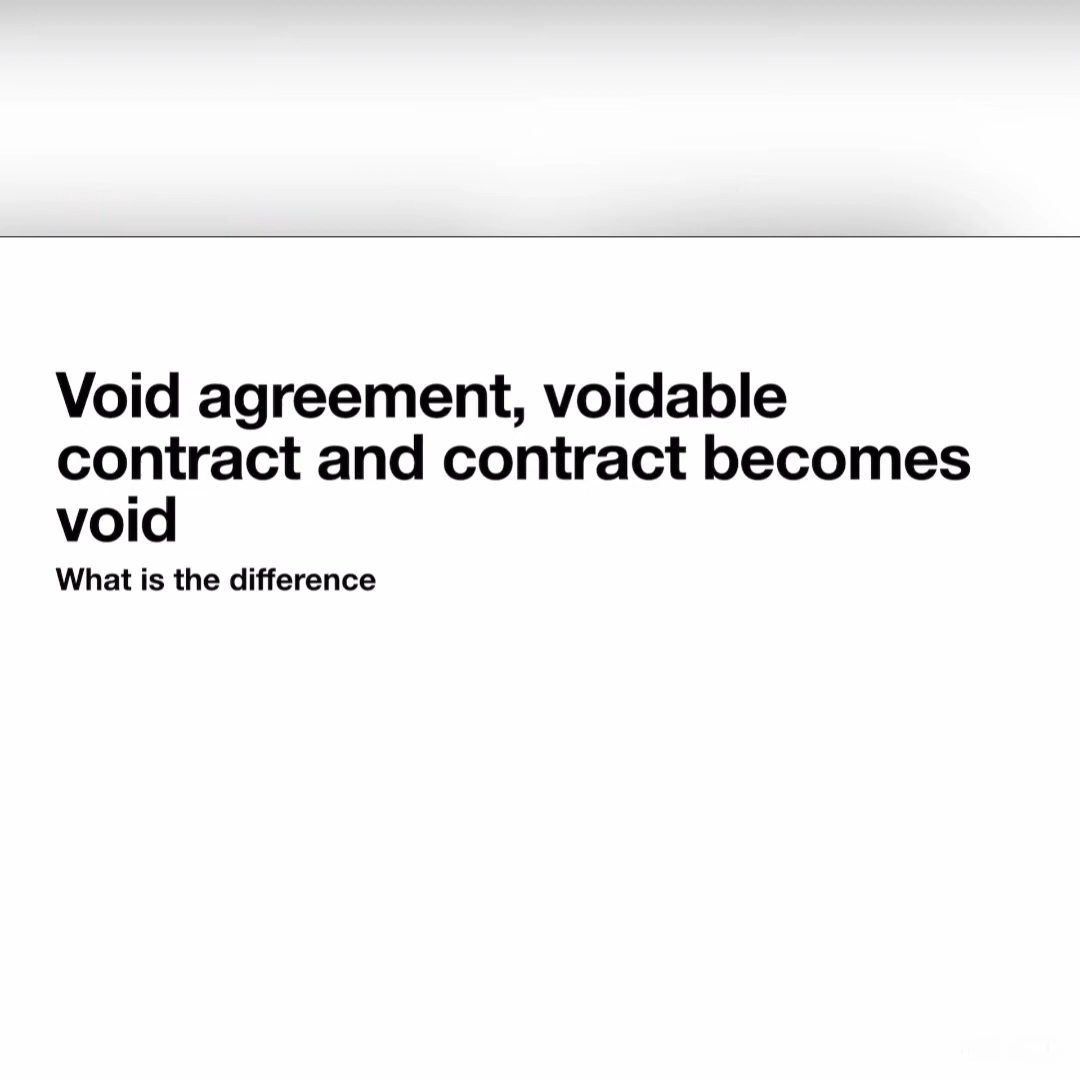 Void agreement, voidable
contract and contract becomes
void
What is the difference